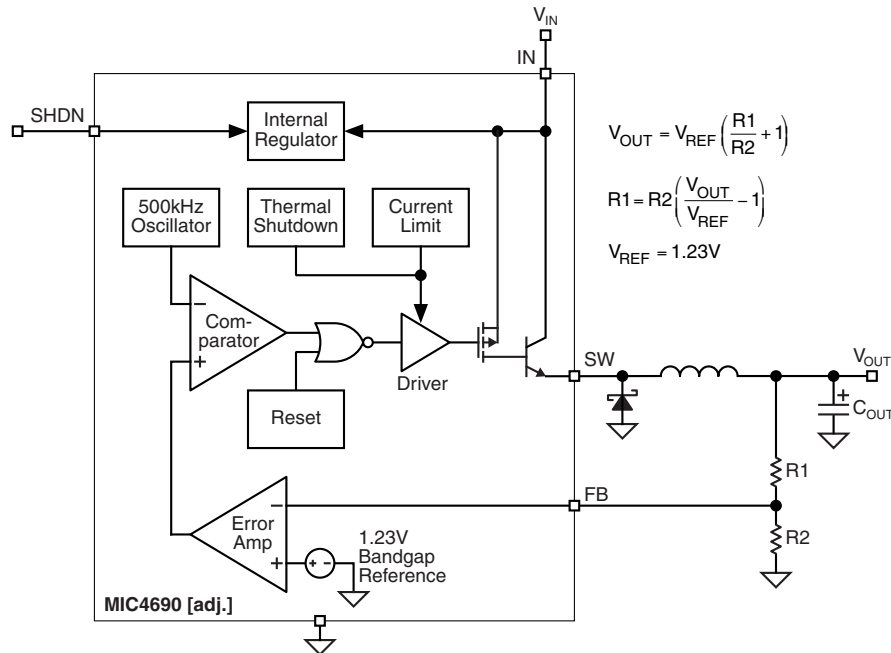 V_IN
IN
SHDN
Internal
Regulator
V_OUT = V_REF (R1/R2 + 1)
R1 = R2 (V_OUT/V_REF − 1)
V_REF = 1.23V
500kHz
Oscillator
Thermal
Shutdown
Current
Limit
−
Com-
parator
+
Driver
Reset
SW
V_OUT
+
C_OUT
R1
FB
R2
−
Error
Amp
+
+ −
1.23V
Bandgap
Reference
MIC4690 [adj.]